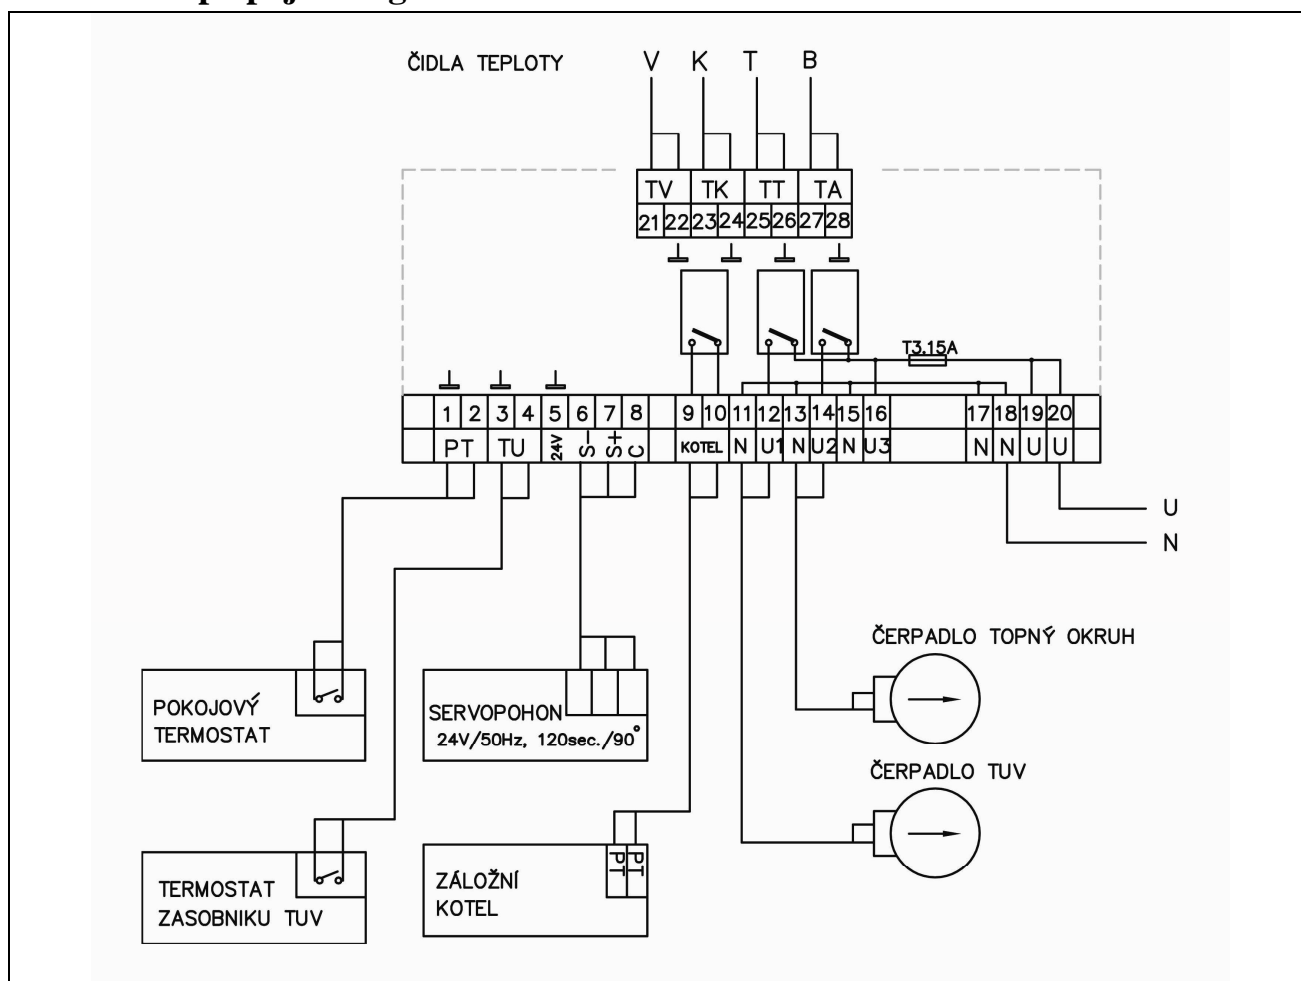 ČIDLA TEPLOTY V K T B
TV TK TT TA
21 22 23 24 25 26 27 28
T3.15A
1 2 3 4 5 6 7 8 9 10 11 12 13 14 15 16 17 18 19 20
PT TU 24V S- S+ C KOTEL N U1 N U2 N U3 N N U U
U
N
ČERPADLO TOPNÝ OKRUH
POKOJOVÝ
TERMOSTAT
SERVOPOHON
24V/50Hz, 120sec./90°
ČERPADLO TUV
PT PT
TERMOSTAT
ZASOBNIKU TUV
ZÁLOŽNÍ
KOTEL